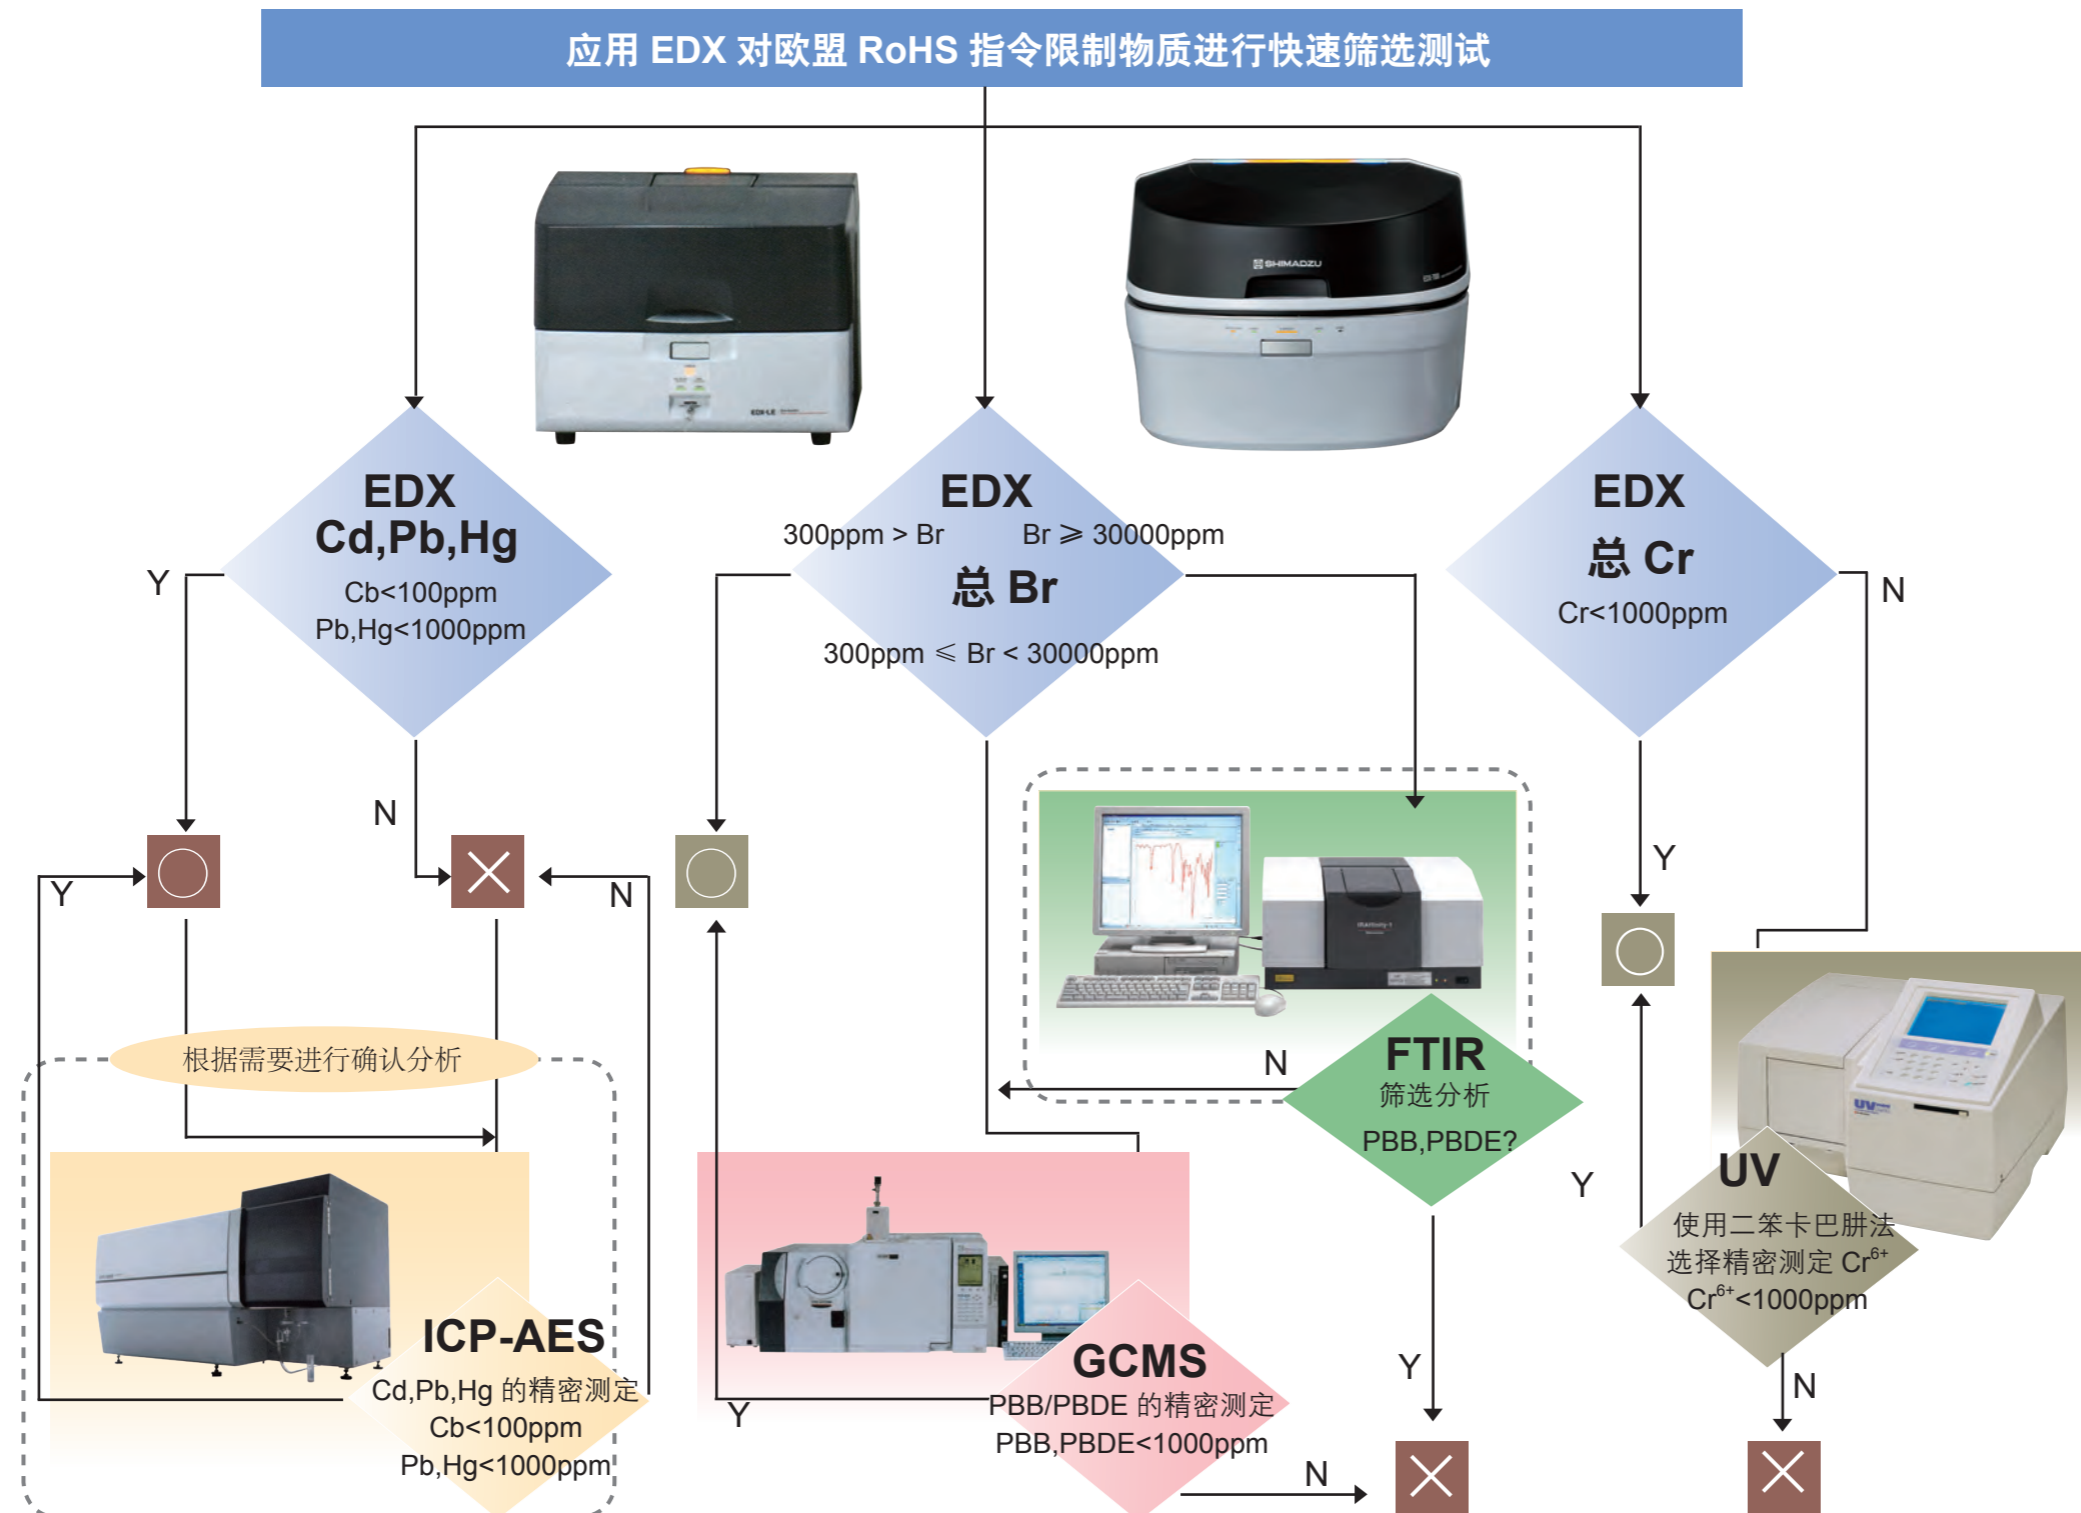 应用 EDX 对欧盟 RoHS 指令限制物质进行快速筛选测试
SHIMADZU
EDX-LE
EDX
Cd,Pb,Hg
Cb<100ppm
Pb,Hg<1000ppm
Y
N
EDX
300ppm > Br
Br ⩾ 30000ppm
总 Br
300ppm ⩽ Br < 30000ppm
EDX
总 Cr
Cr<1000ppm
N
Y
Y
N
根据需要进行确认分析
ICP-AES
Cd,Pb,Hg 的精密测定
Cb<100ppm
Pb,Hg<1000ppm
N
FTIR
筛选分析
PBB,PBDE?
Y
GCMS
PBB/PBDE 的精密测定
PBB,PBDE<1000ppm
Y
N
UV
UV
使用二笨卡巴肼法
选择精密测定 Cr⁶⁺
Cr⁶⁺<1000ppm
Y
N